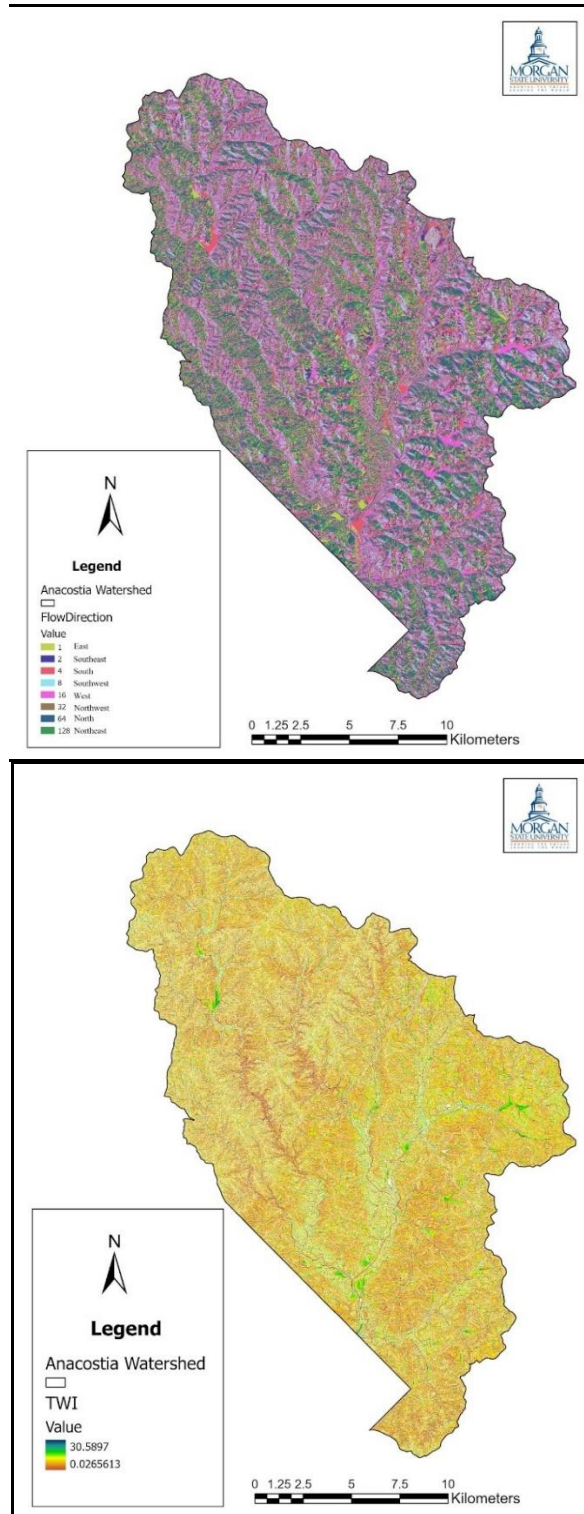 MORGAN
STATE UNIVERSITY
N
Legend
Anacostia Watershed
FlowDirection
Value
1 East
2 Southeast
4 South
8 Southwest
16 West
32 Northwest
64 North
128 Northeast
0 1.25 2.5 5 7.5 10
Kilometers
MORGAN
STATE UNIVERSITY
N
Legend
Anacostia Watershed
TWI
Value
30.5897
0.0265613
0 1.25 2.5 5 7.5 10
Kilometers